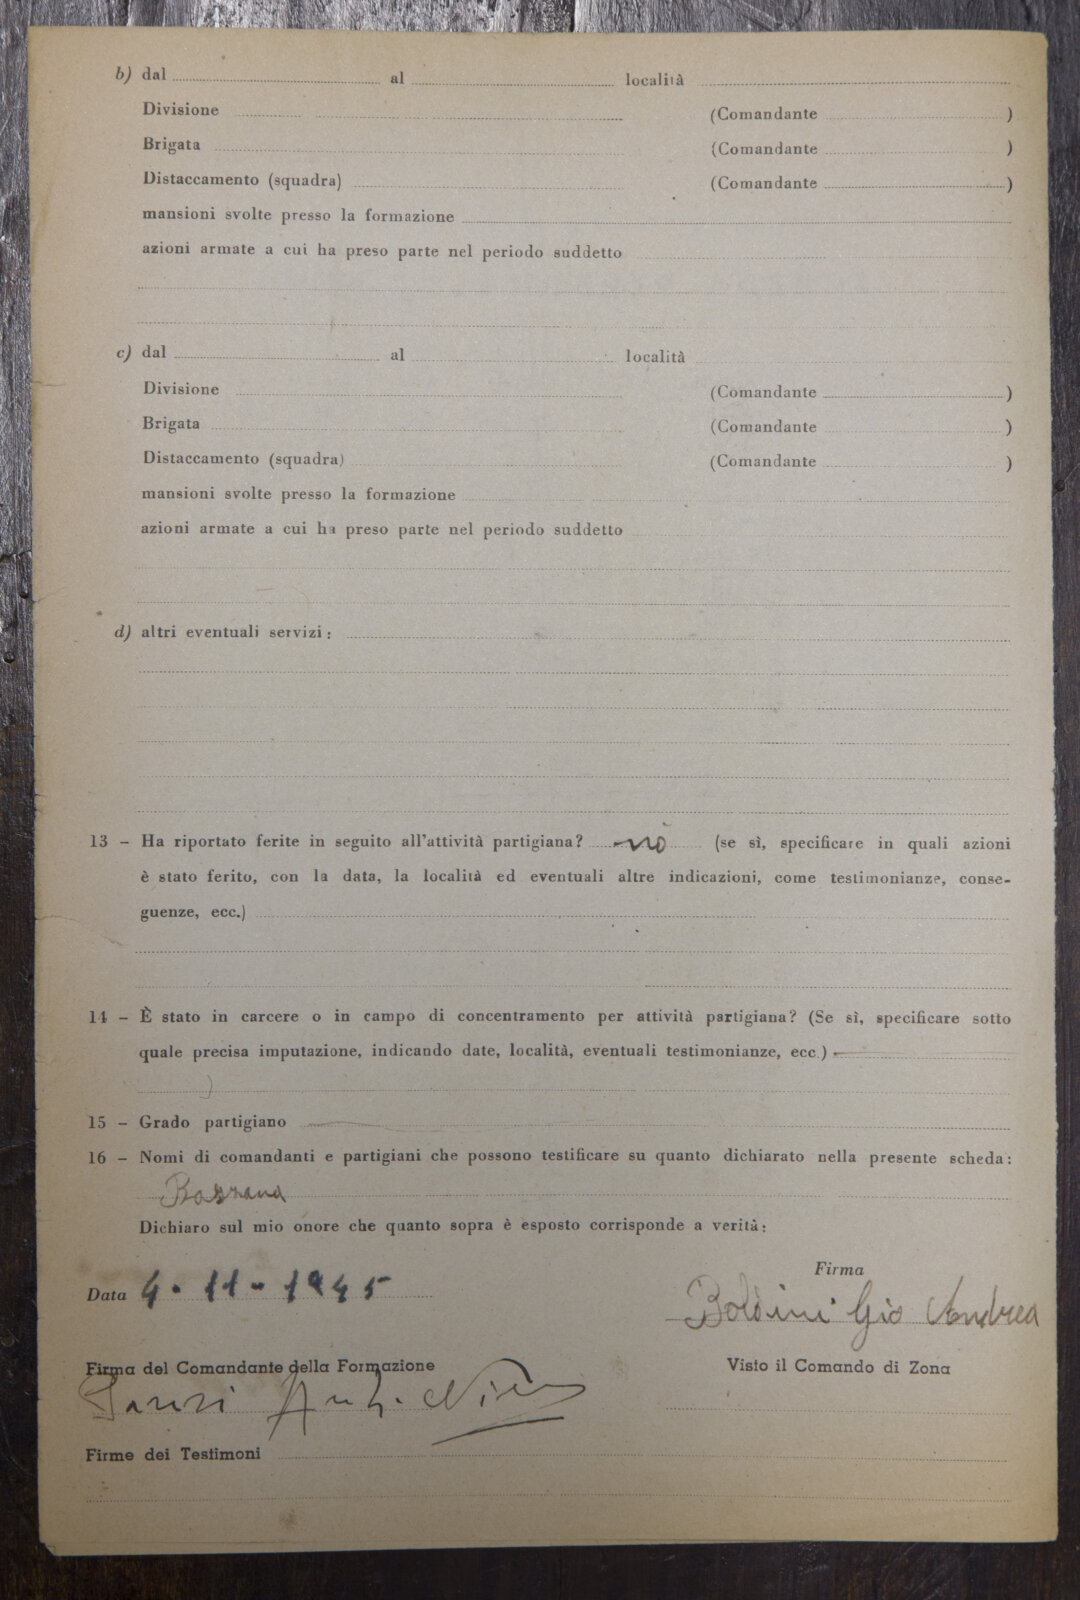 b) dal al località
Divisione (Comandante )
Brigata (Comandante )
Distaccamento (squadra) (Comandante )
mansioni svolte presso la formazione
azioni armate a cui ha preso parte nel periodo suddetto
c) dal al località
Divisione (Comandante )
Brigata (Comandante )
Distaccamento (squadra) (Comandante )
mansioni svolte presso la formazione
azioni armate a cui ha preso parte nel periodo suddetto
d) altri eventuali servizi:
13 - Ha riportato ferite in seguito all'attività partigiana? nò (se sì, specificare in quali azioni
è stato ferito, con la data, la località ed eventuali altre indicazioni, come testimonianze, conse-
guenze, ecc.)
14 - È stato in carcere o in campo di concentramento per attività partigiana? (Se sì, specificare sotto
quale precisa imputazione, indicando date, località, eventuali testimonianze, ecc.)
15 - Grado partigiano
16 - Nomi di comandanti e partigiani che possono testificare su quanto dichiarato nella presente scheda:
Dichiaro sul mio onore che quanto sopra è esposto corrisponde a verità:
Firma
Data 4-11-1945
Boldini Gio Andrea
Firma del Comandante della Formazione
Visto il Comando di Zona
Firme dei Testimoni